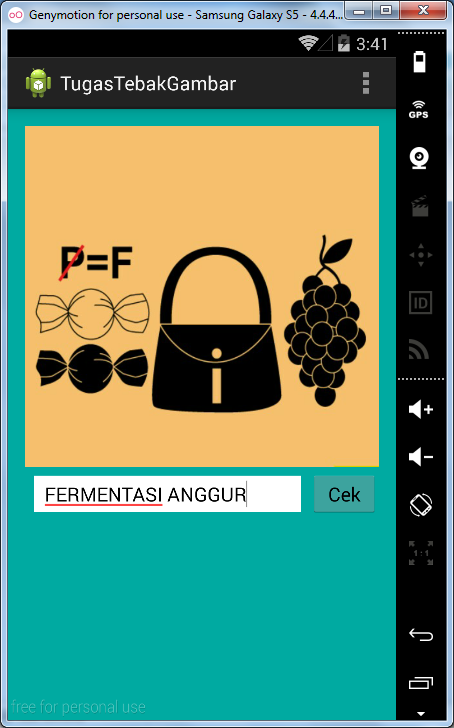 Genymotion for personal use - Samsung Galaxy S5 - 4.4.4...
3:41
TugasTebakGambar
GPS
P=F
i
ID
FERMENTASI ANGGUR
Cek
1:1
free for personal use